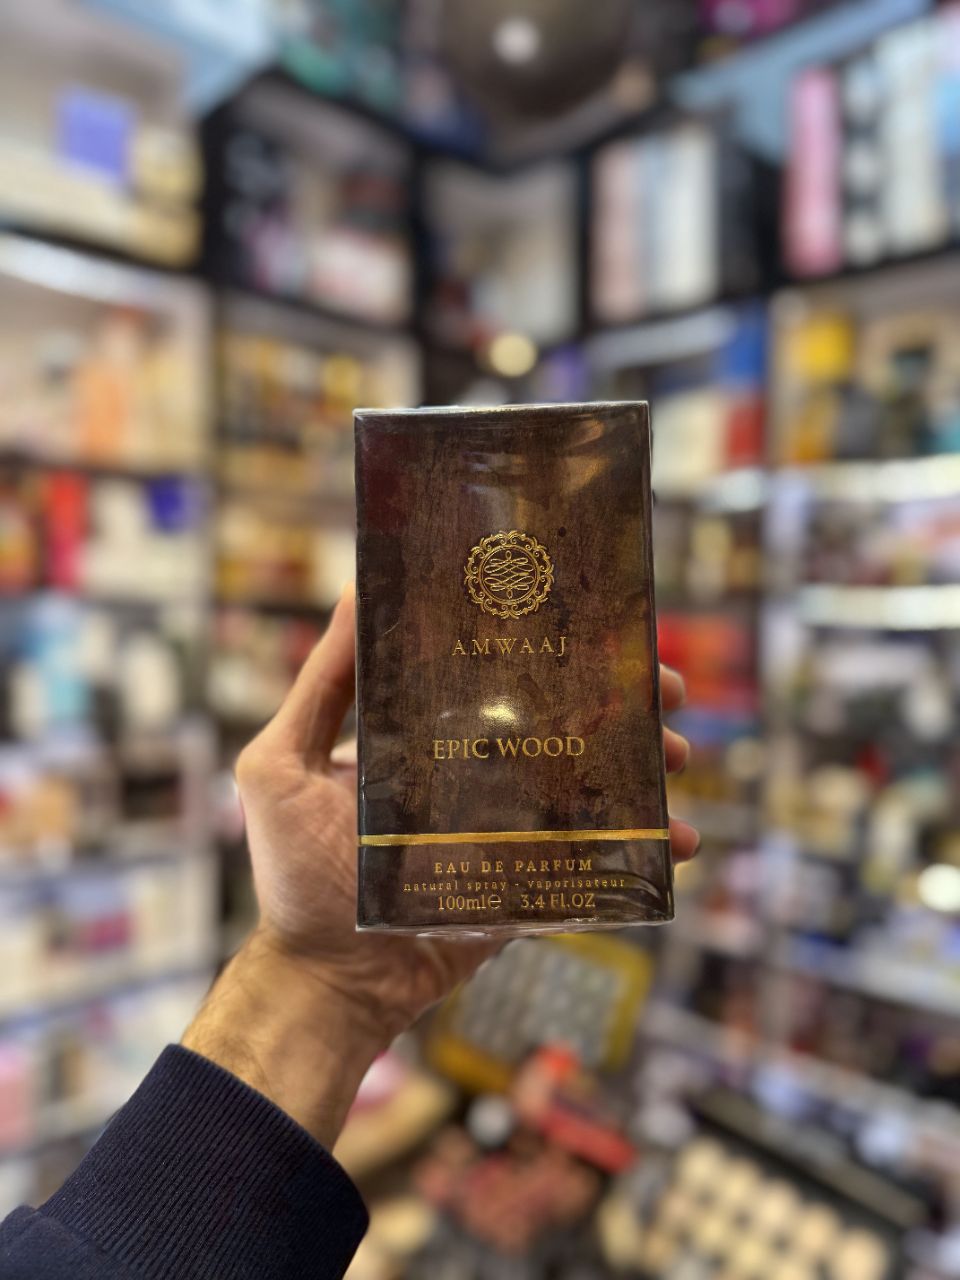 AMWAAJ
EPIC WOOD
EAU DE PARFUM
natural spray - vaporisateur
100ml℮ 3.4 Fl.OZ